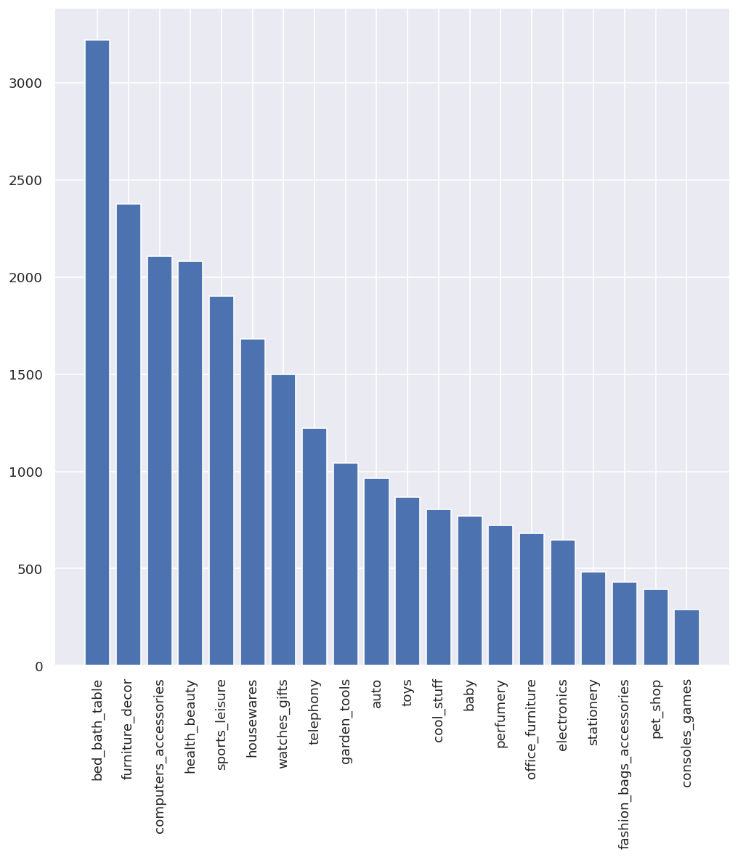 3000
2500
2000
1500
1000
500
0
bed_bath_table
furniture_decor
computers_accessories
health_beauty
sports_leisure
housewares
watches_gifts
telephony
garden_tools
auto
toys
cool_stuff
baby
perfumery
office_furniture
electronics
stationery
fashion_bags_accessories
pet_shop
consoles_games